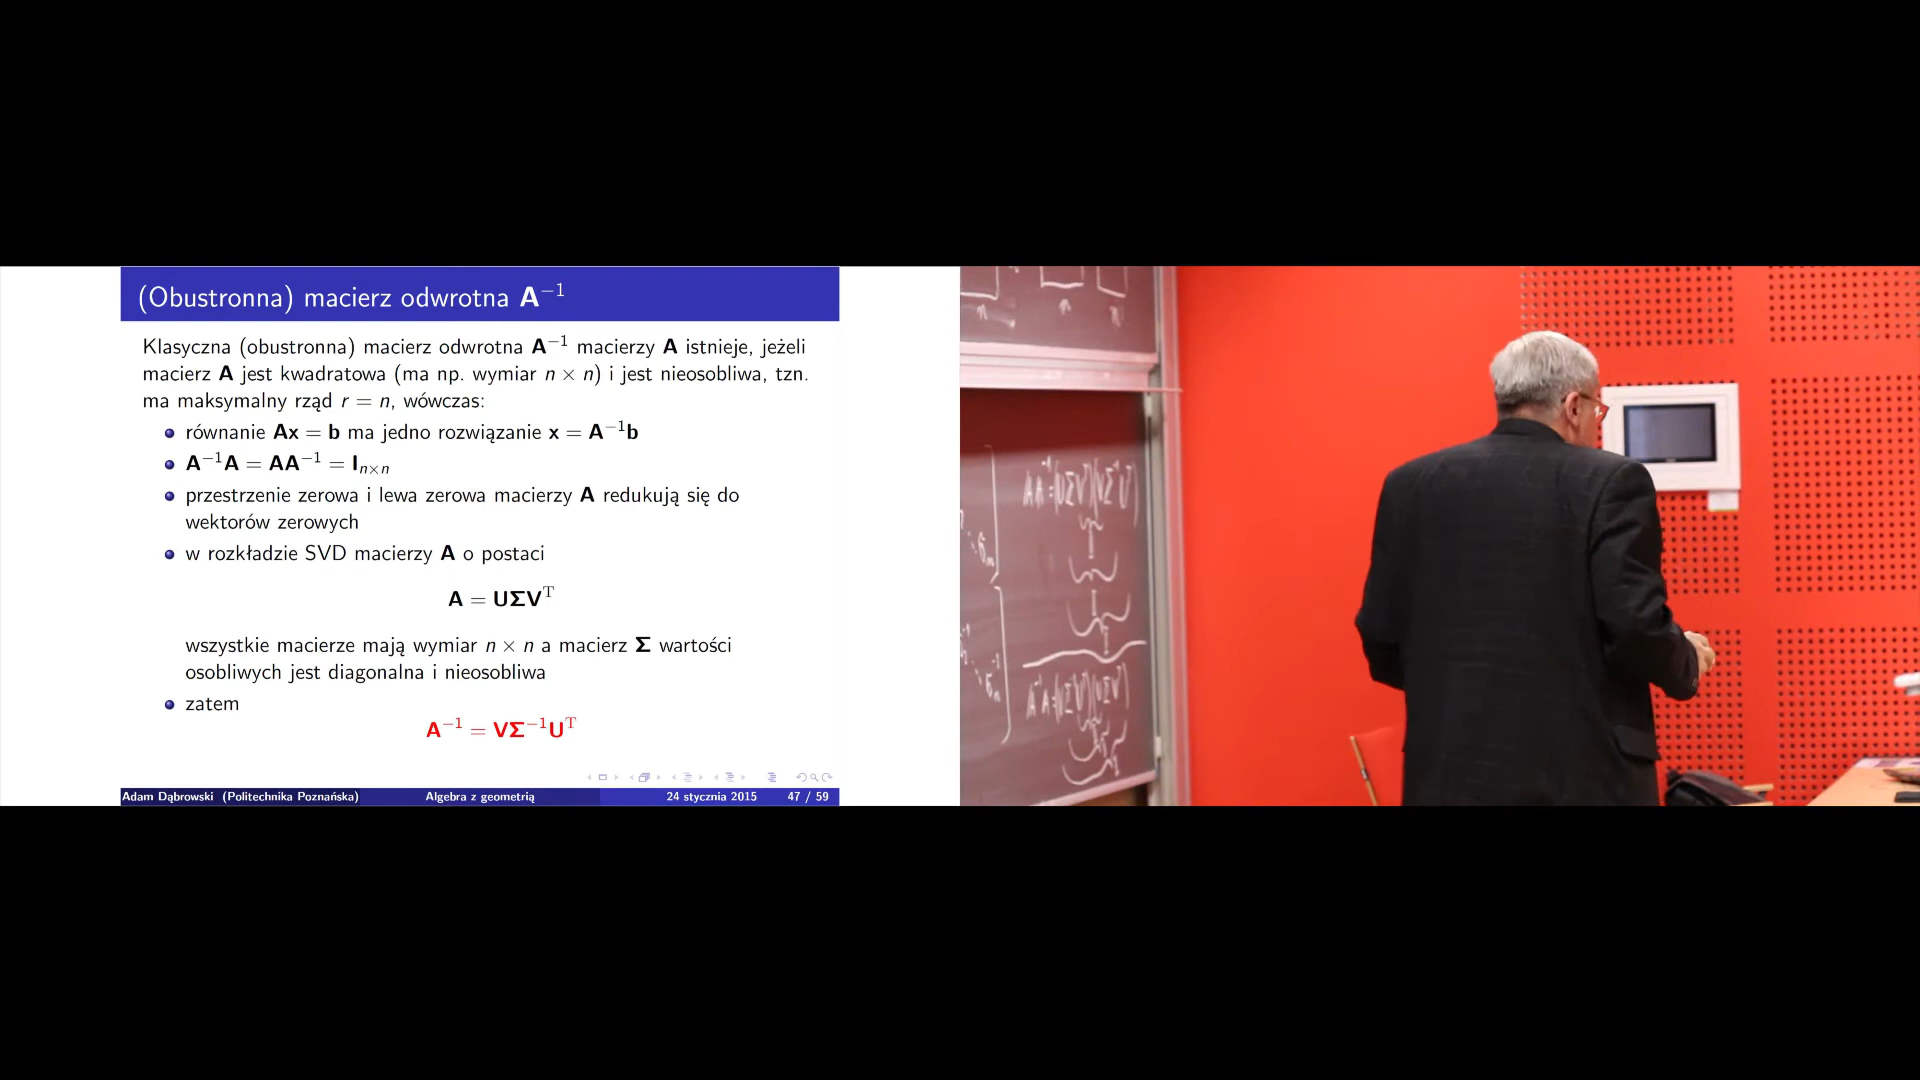 (Obustronna) macierz odwrotna A⁻¹
Klasyczna (obustronna) macierz odwrotna A⁻¹ macierzy A istnieje, jeżeli
macierz A jest kwadratowa (ma np. wymiar n × n) i jest nieosobliwa, tzn.
ma maksymalny rząd r = n, wówczas:
równanie Ax = b ma jedno rozwiązanie x = A⁻¹b
A⁻¹A = AA⁻¹ = Iₙₓₙ
przestrzenie zerowa i lewa zerowa macierzy A redukują się do
wektorów zerowych
w rozkładzie SVD macierzy A o postaci
A = UΣVᵀ
wszystkie macierze mają wymiar n × n a macierz Σ wartości
osobliwych jest diagonalna i nieosobliwa
zatem
A⁻¹ = VΣ⁻¹Uᵀ
Adam Dąbrowski (Politechnika Poznańska) Algebra z geometrią 24 stycznia 2015 47 / 59